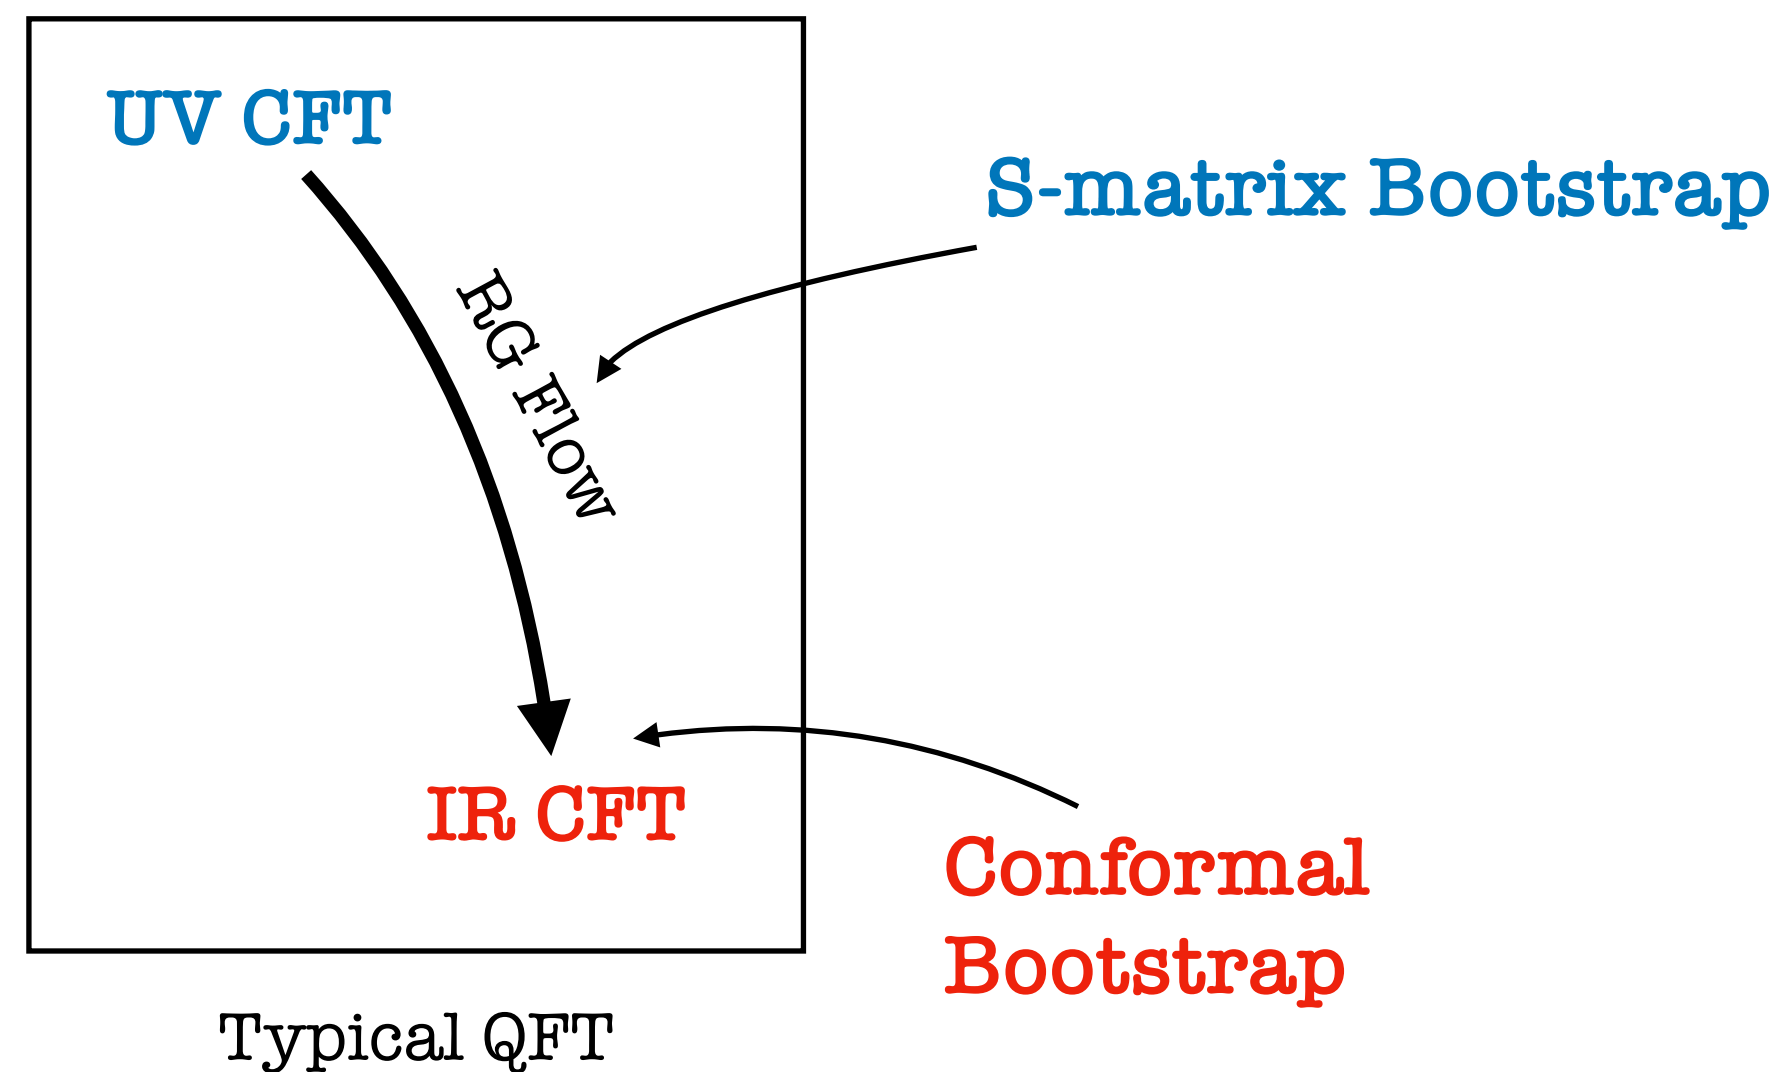 UV CFT
S-matrix Bootstrap
RG Flow
IR CFT
Conformal
Bootstrap
Typical QFT